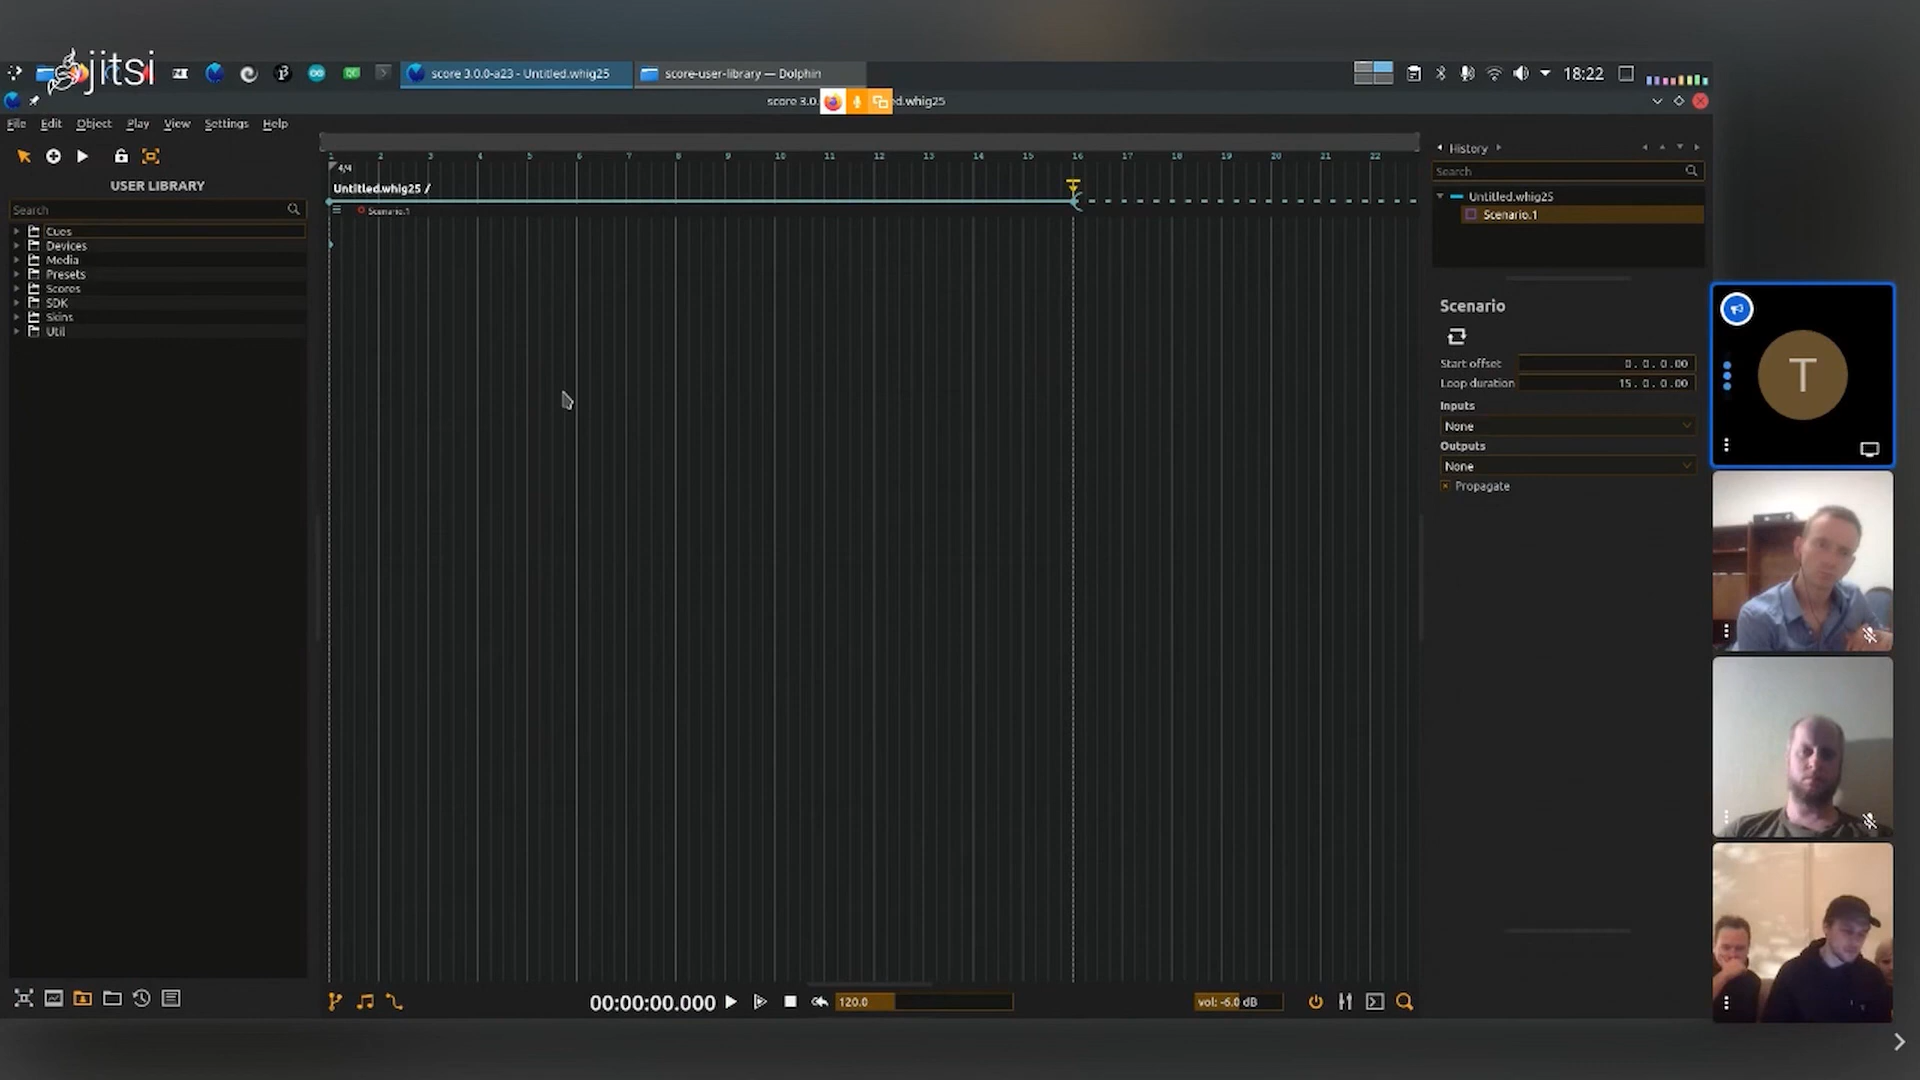 jitsi
score 3.0.0-a23 - Untitled.whig25
score-user-library — Dolphin
18:22
score 3.0.
d.whig25
File Edit Object Play View Settings Help
USER LIBRARY
Search
Cues
Devices
Media
Presets
Scores
SDK
Skins
Util
1 2 3 4 5 6 7 8 9 10 11 12 13 14 15 16 17 18 19 20 21 22
4/4
Untitled.whig25 /
Scenario.1
00:00:00.000
120.0
vol: -6.0 dB
History
Search
Untitled.whig25
Scenario.1
Scenario
Start offset 0. 0. 0.00
Loop duration 15. 0. 0.00
Inputs
None
Outputs
None
Propagate
T